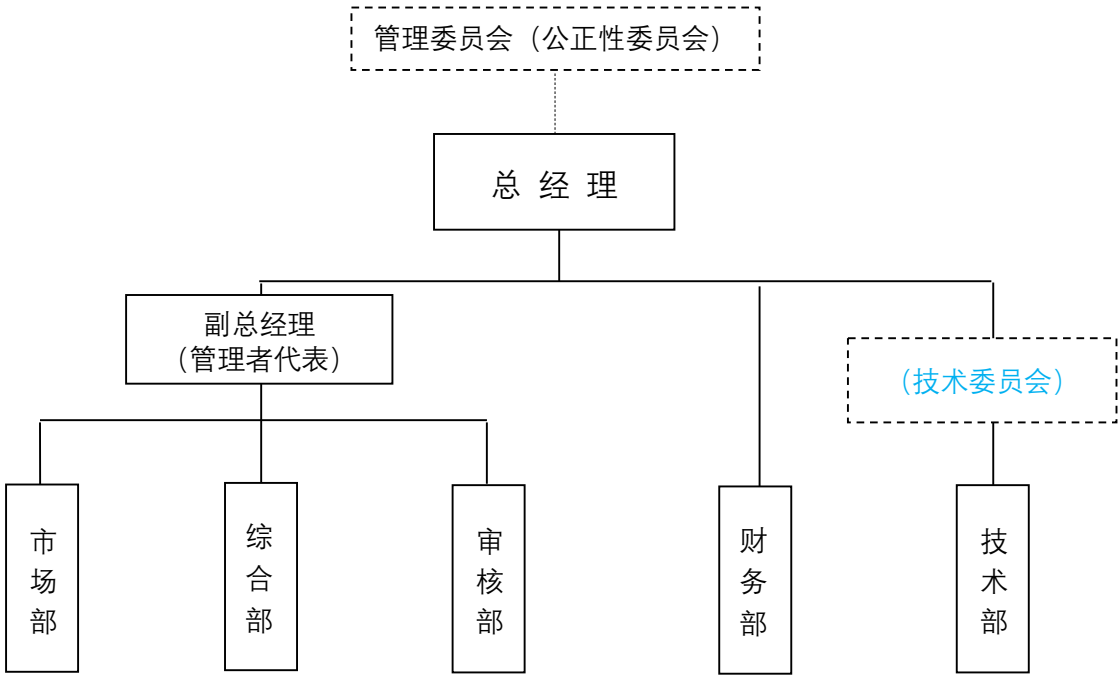 管理委员会（公正性委员会）
总 经 理
副总经理
（管理者代表）
（技术委员会）
市场部
综合部
审核部
财务部
技术部